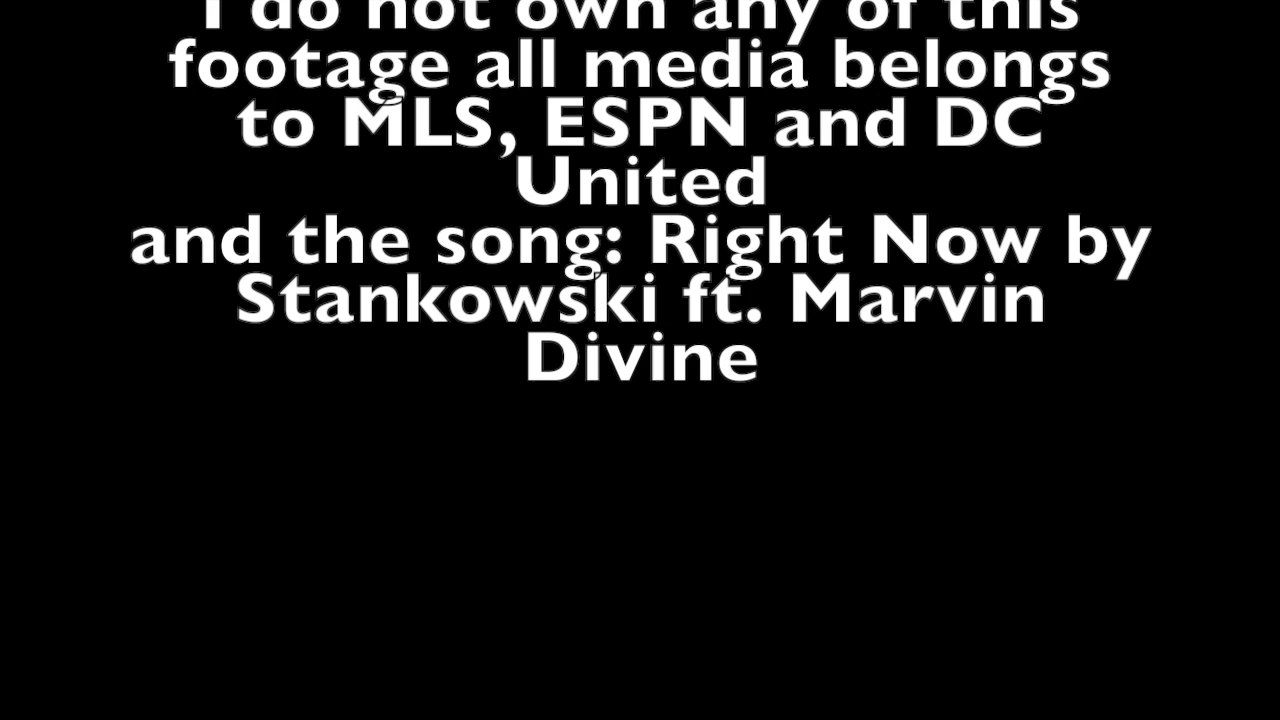 I do not own any of this
footage all media belongs
to MLS, ESPN and DC
United
and the song: Right Now by
Stankowski ft. Marvin
Divine